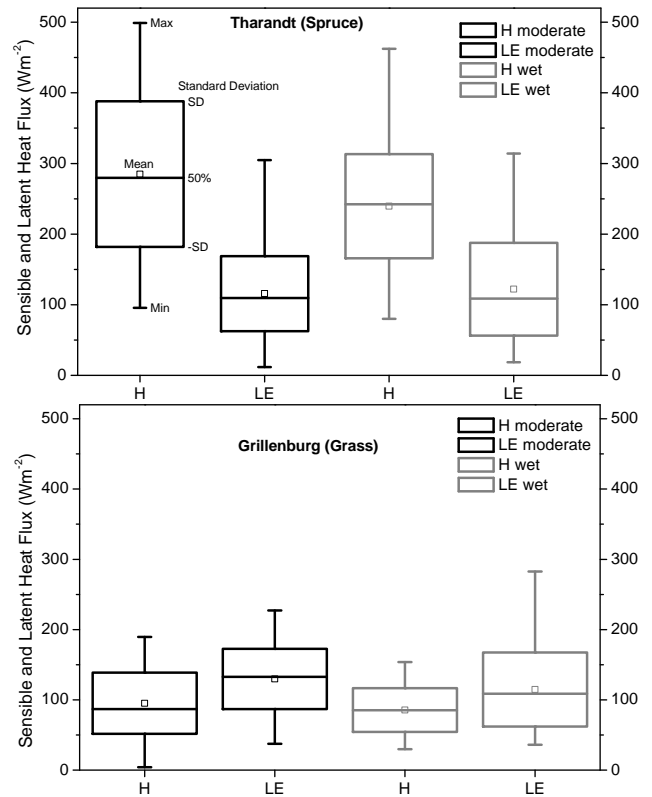 Tharandt (Spruce)
H moderate
LE moderate
H wet
LE wet
Max
Standard Deviation
SD
Mean
50%
-SD
Min
Sensible and Latent Heat Flux (Wm-2)
500
400
300
200
100
0
500
400
300
200
100
0
H LE H LE
Grillenburg (Grass)
H moderate
LE moderate
H wet
LE wet
Sensible and Latent Heat Flux (Wm-2)
500
400
300
200
100
0
500
400
300
200
100
0
H LE H LE